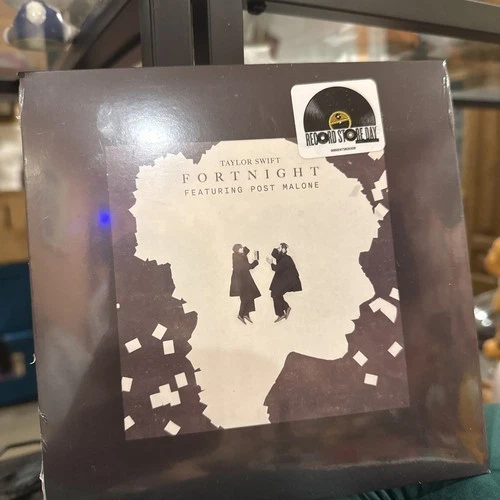 RECORD STORE DAY
TAYLOR SWIFT
FORTNIGHT
FEATURING POST MALONE